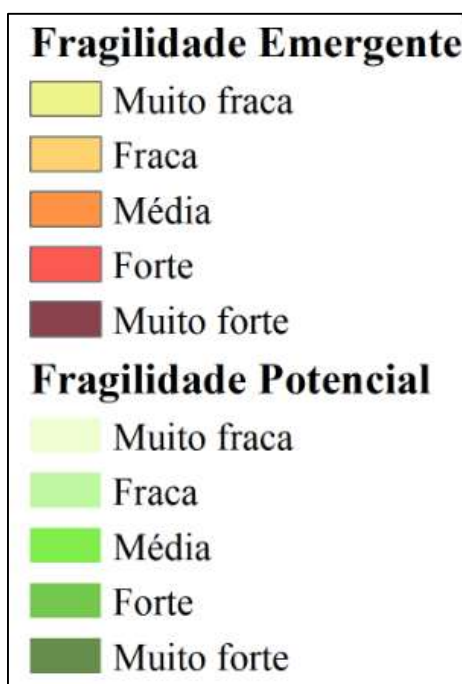 Fragilidade Emergente
Muito fraca
Fraca
Média
Forte
Muito forte
Fragilidade Potencial
Muito fraca
Fraca
Média
Forte
Muito forte